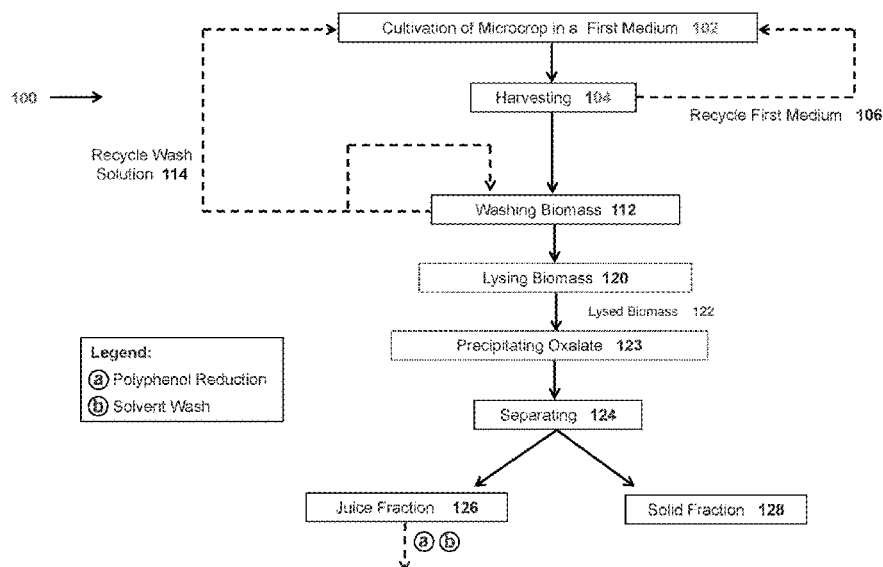 Cultivation of Microcrop in a First Medium 102
100
Harvesting 104
Recycle First Medium 106
Recycle Wash
Solution 114
Washing Biomass 112
Lysing Biomass 120
Lysed Biomass 122
Precipitating Oxalate 123
Legend:
a Polyphenol Reduction
b Solvent Wash
Separating 124
Juice Fraction 126
Solid Fraction 128
a b